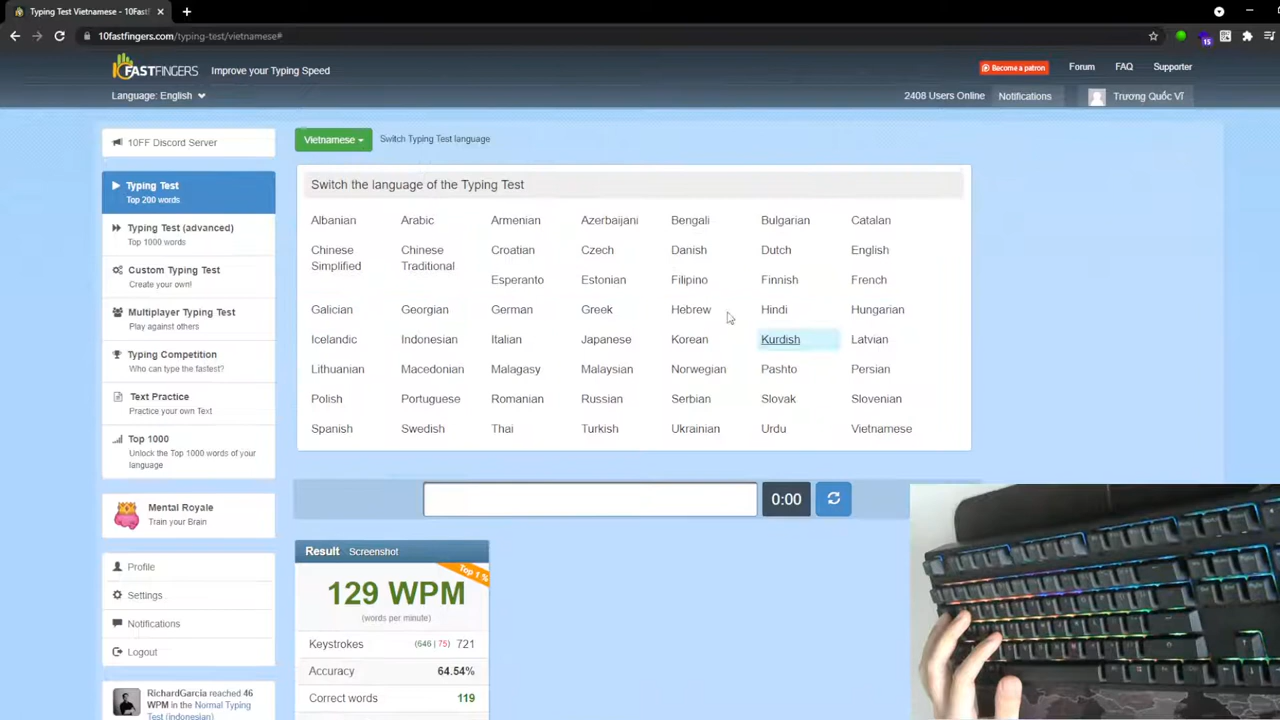 Typing Test Vietnamese - 10Fast
10fastfingers.com/typing-test/vietnamese#
15
10FASTFINGERS
Improve your Typing Speed
Become a patron
Forum
FAQ
Supporter
Language: English
2408 Users Online
Notifications
Trương Quốc Vĩ
10FF Discord Server
Vietnamese
Switch Typing Test language
Typing Test
Top 200 words
Typing Test (advanced)
Top 1000 words
Custom Typing Test
Create your own!
Multiplayer Typing Test
Play against others
Typing Competition
Who can type the fastest?
Text Practice
Practice your own Text
Top 1000
Unlock the Top 1000 words of your
language
Mental Royale
Train your Brain
Profile
Settings
Notifications
Logout
RichardGarcia reached 46
WPM in the Normal Typing
Test (indonesian)
Switch the language of the Typing Test
Albanian Arabic Armenian Azerbaijani Bengali Bulgarian Catalan
Chinese Simplified Chinese Traditional Croatian Czech Danish Dutch English
Esperanto Estonian Filipino Finnish French
Galician Georgian German Greek Hebrew Hindi Hungarian
Icelandic Indonesian Italian Japanese Korean Kurdish Latvian
Lithuanian Macedonian Malagasy Malaysian Norwegian Pashto Persian
Polish Portuguese Romanian Russian Serbian Slovak Slovenian
Spanish Swedish Thai Turkish Ukrainian Urdu Vietnamese
0:00
Result Screenshot
Top 1 %
129 WPM
(words per minute)
Keystrokes (646 | 75) 721
Accuracy 64.54%
Correct words 119